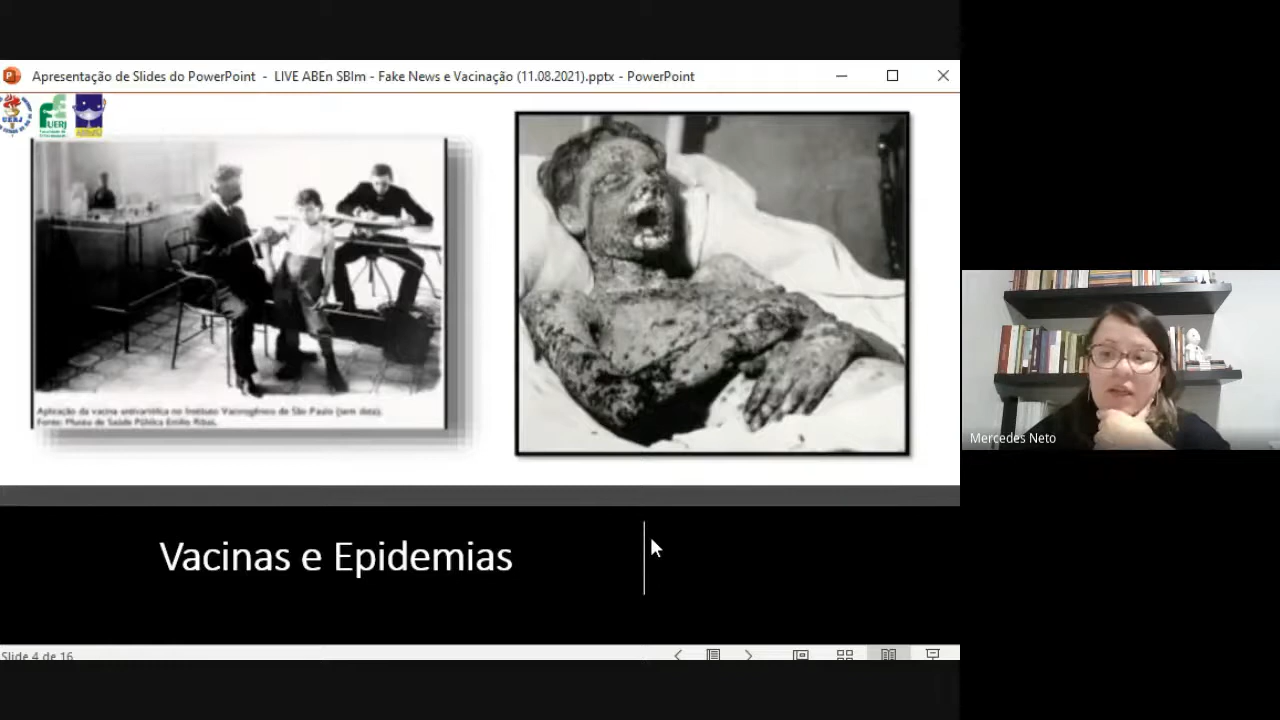 Apresentação de Slides do PowerPoint - LIVE ABEn SBIm - Fake News e Vacinação (11.08.2021).pptx - PowerPoint
UERJ
Aplicação da vacina antivariólica no Instituto Vacinogênico de São Paulo (sem data).
Fonte: Museu de Saúde Pública Emílio Ribas.
Mercedes Neto
Vacinas e Epidemias
Slide 4 de 16